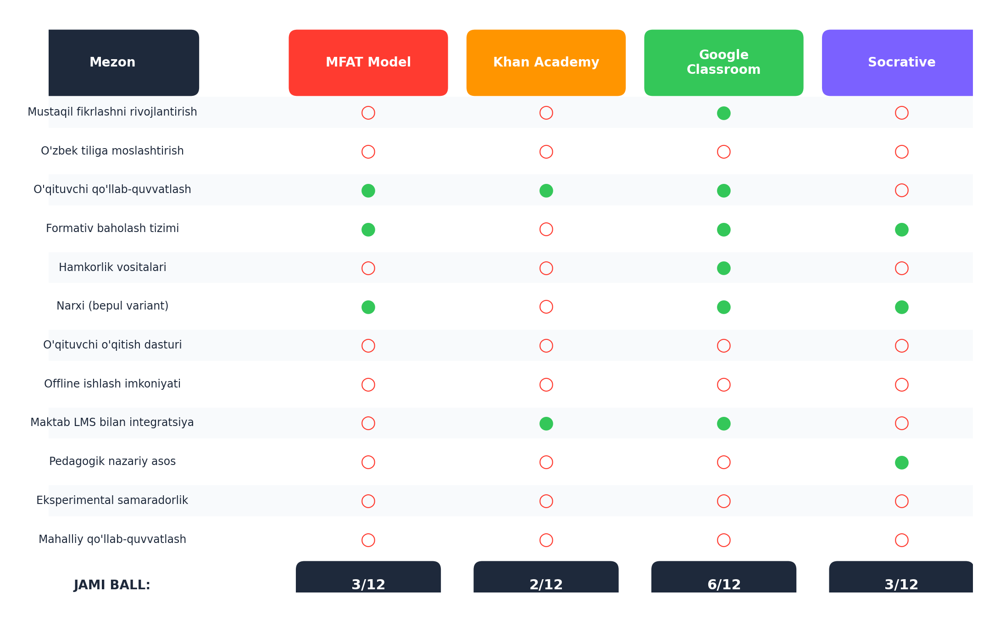 Mezon
MFAT Model
Khan Academy
Google
Classroom
Socrative
Mustaqil fikrlashni rivojlantirish
O'zbek tiliga moslashtirish
O'qituvchi qo'llab-quvvatlash
Formativ baholash tizimi
Hamkorlik vositalari
Narxi (bepul variant)
O'qituvchi o'qitish dasturi
Offline ishlash imkoniyati
Maktab LMS bilan integratsiya
Pedagogik nazariy asos
Eksperimental samaradorlik
Mahalliy qo'llab-quvvatlash
JAMI BALL:
3/12
2/12
6/12
3/12